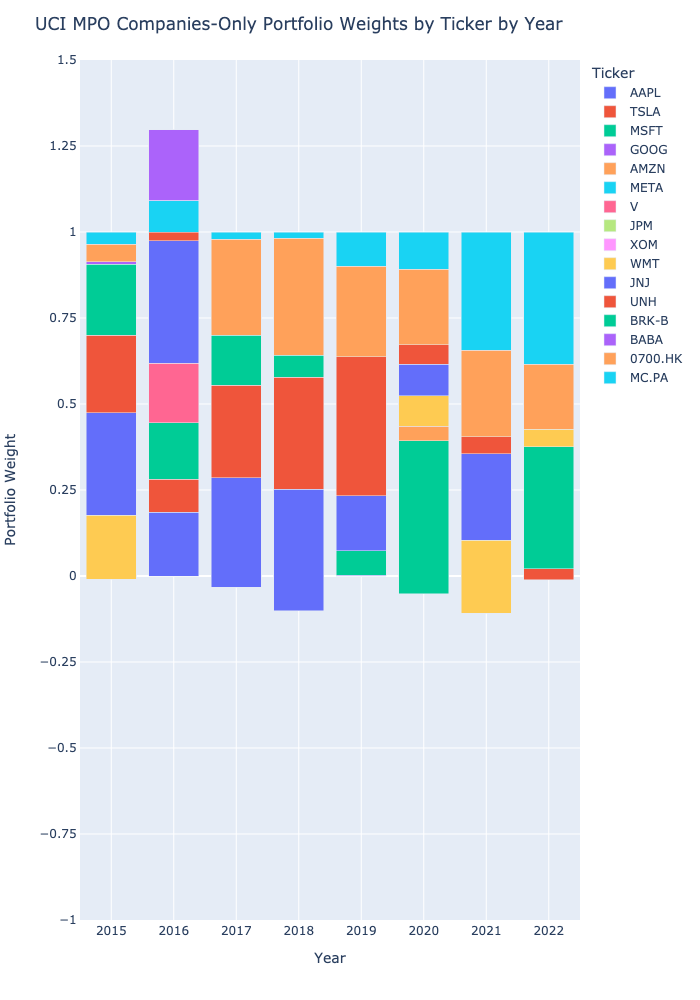 UCI MPO Companies-Only Portfolio Weights by Ticker by Year
1.5
1.25
1
0.75
0.5
0.25
0
−0.25
−0.5
−0.75
−1
Portfolio Weight
2015 2016 2017 2018 2019 2020 2021 2022
Year
Ticker
AAPL
TSLA
MSFT
GOOG
AMZN
META
V
JPM
XOM
WMT
JNJ
UNH
BRK-B
BABA
0700.HK
MC.PA